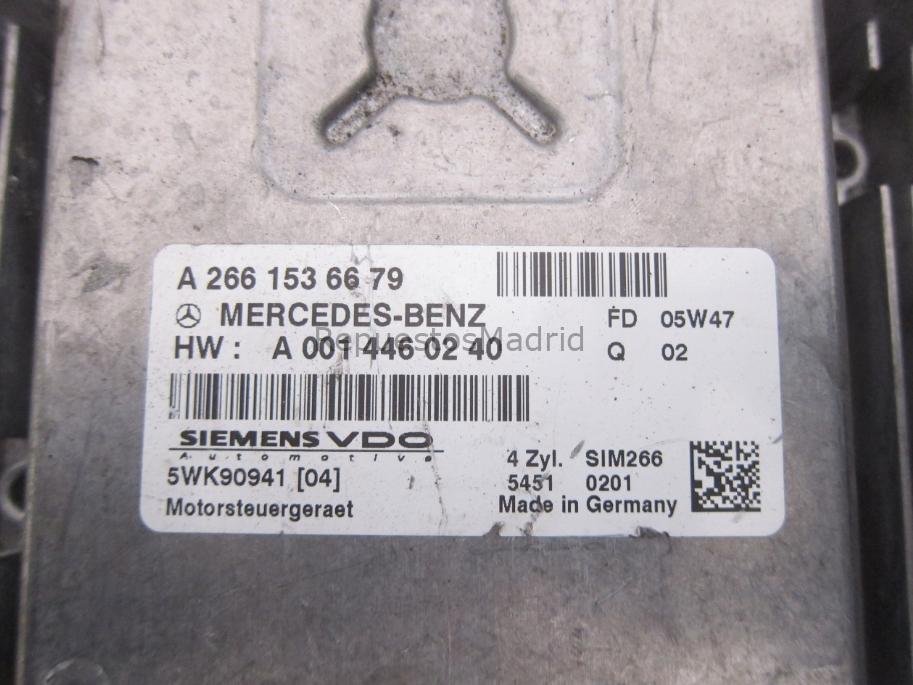 A 266 153 66 79
MERCEDES-BENZ
FD 05W47
RepuestosMadrid
HW : A 001 446 02 40
Q 02
SIEMENS VDO
Automotive
4 Zyl. SIM266
5WK90941 [04]
5451 0201
Motorsteuergeraet
Made in Germany